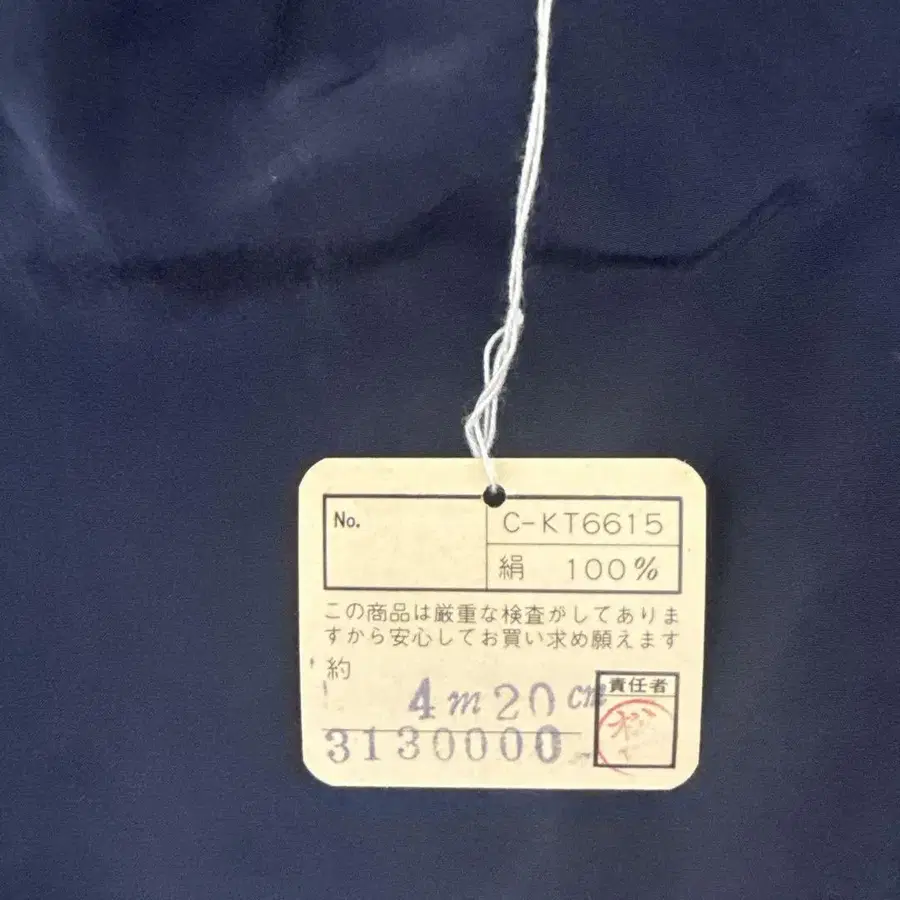 No.
C-KT6615
絹 100%
この商品は厳重な検査がしてありま
すから安心してお買い求め願えます
約
4m20cm
責任者
3130000
松